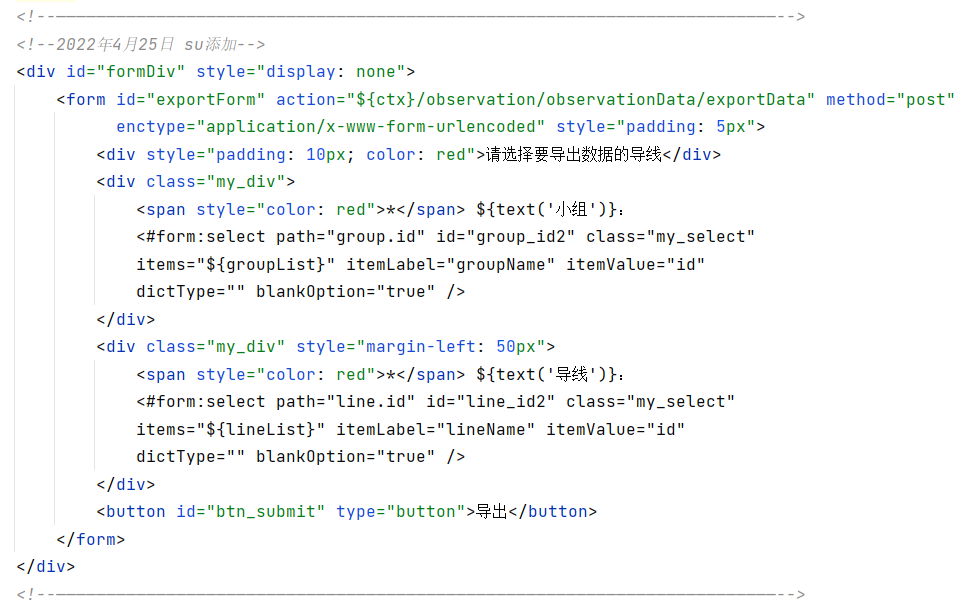 <!--————————————————————————————————————————————————————————————————————————-->
<!--2022年4月25日 su添加-->
<div id="formDiv" style="display: none">
    <form id="exportForm" action="${ctx}/observation/observationData/exportData" method="post"
          enctype="application/x-www-form-urlencoded" style="padding: 5px">
        <div style="padding: 10px; color: red">请选择要导出数据的导线</div>
        <div class="my_div">
            <span style="color: red">*</span> ${text('小组')}：
            <#form:select path="group.id" id="group_id2" class="my_select"
            items="${groupList}" itemLabel="groupName" itemValue="id"
            dictType="" blankOption="true" />
        </div>
        <div class="my_div" style="margin-left: 50px">
            <span style="color: red">*</span> ${text('导线')}：
            <#form:select path="line.id" id="line_id2" class="my_select"
            items="${lineList}" itemLabel="lineName" itemValue="id"
            dictType="" blankOption="true" />
        </div>
        <button id="btn_submit" type="button">导出</button>
    </form>
</div>
<!--————————————————————————————————————————————————————————————————————————-->